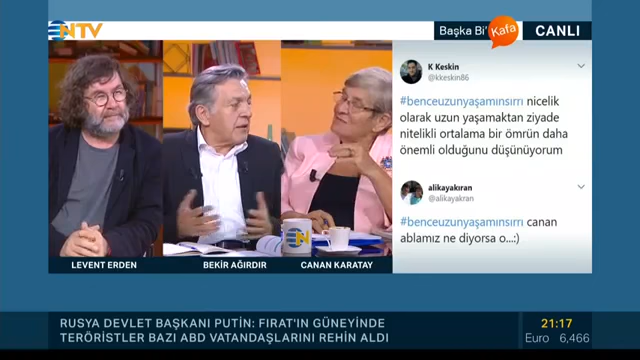 NTV
Başka Bi' Kafa
CANLI
K Keskin
@kkeskin86
#benceuzunyaşamınsırrı nicelik
olarak uzun yaşamaktan ziyade
nitelikli ortalama bir ömrün daha
önemli olduğunu düşünüyorum
alikayakıran
@alikayakran
#benceuzunyaşamınsırrı canan
ablamız ne diyorsa o...:)
NTV
LEVENT ERDEN
BEKİR AĞIRDIR
CANAN KARATAY
RUSYA DEVLET BAŞKANI PUTİN: FIRAT'IN GÜNEYİNDE
TERÖRİSTLER BAZI ABD VATANDAŞLARINI REHİN ALDI
21:17
Euro 6,466